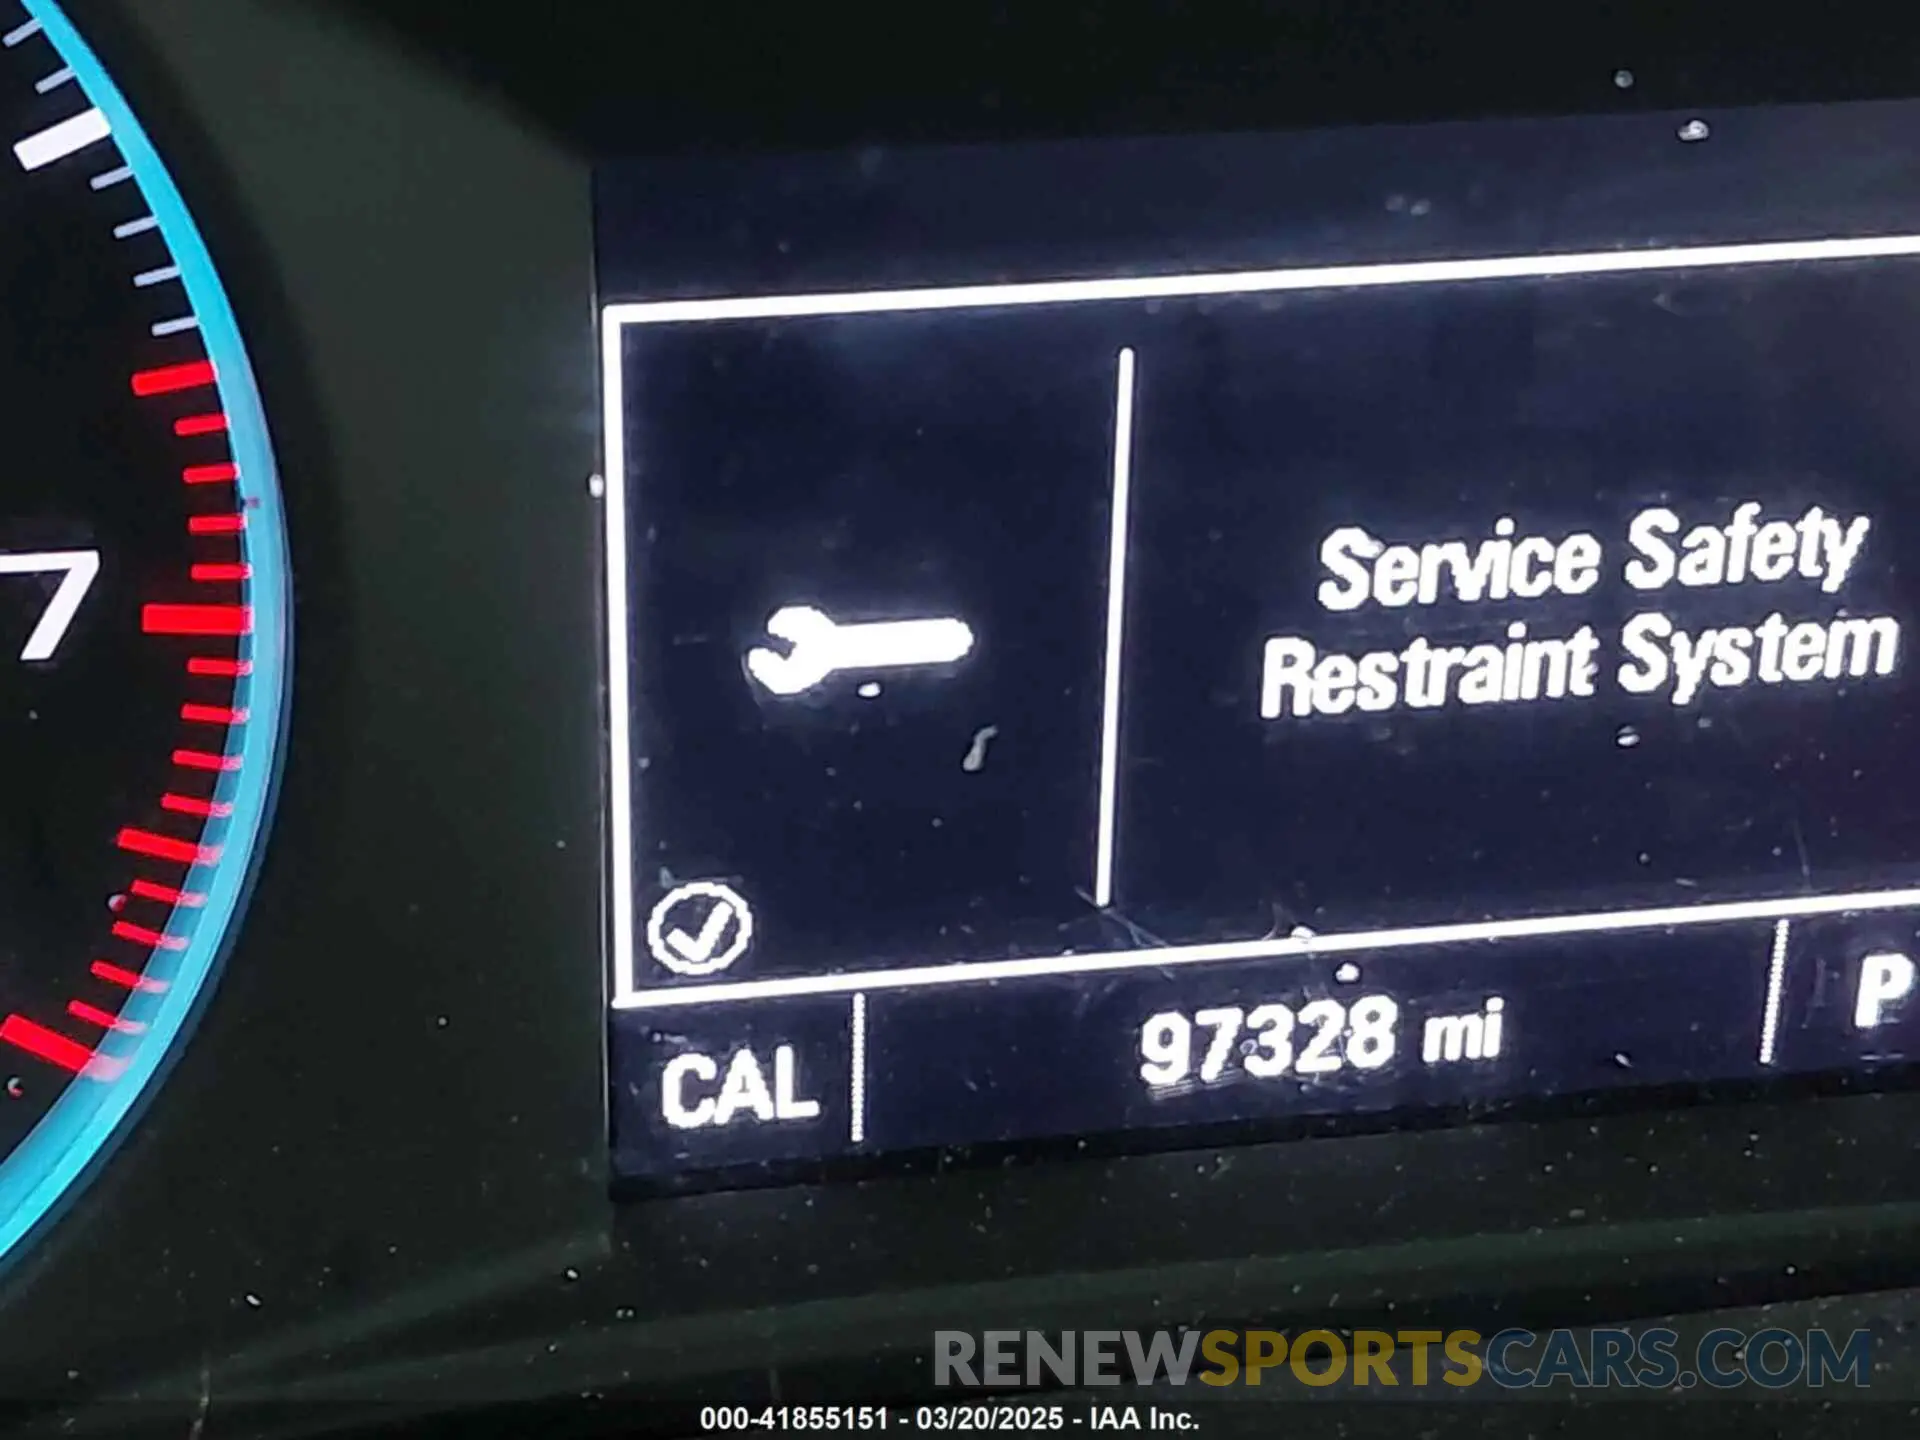 7
Service Safety
Restraint System
CAL
97328 mi
P
RENEWSPORTSCARS.COM
000-41855151 - 03/20/2025 - IAA Inc.